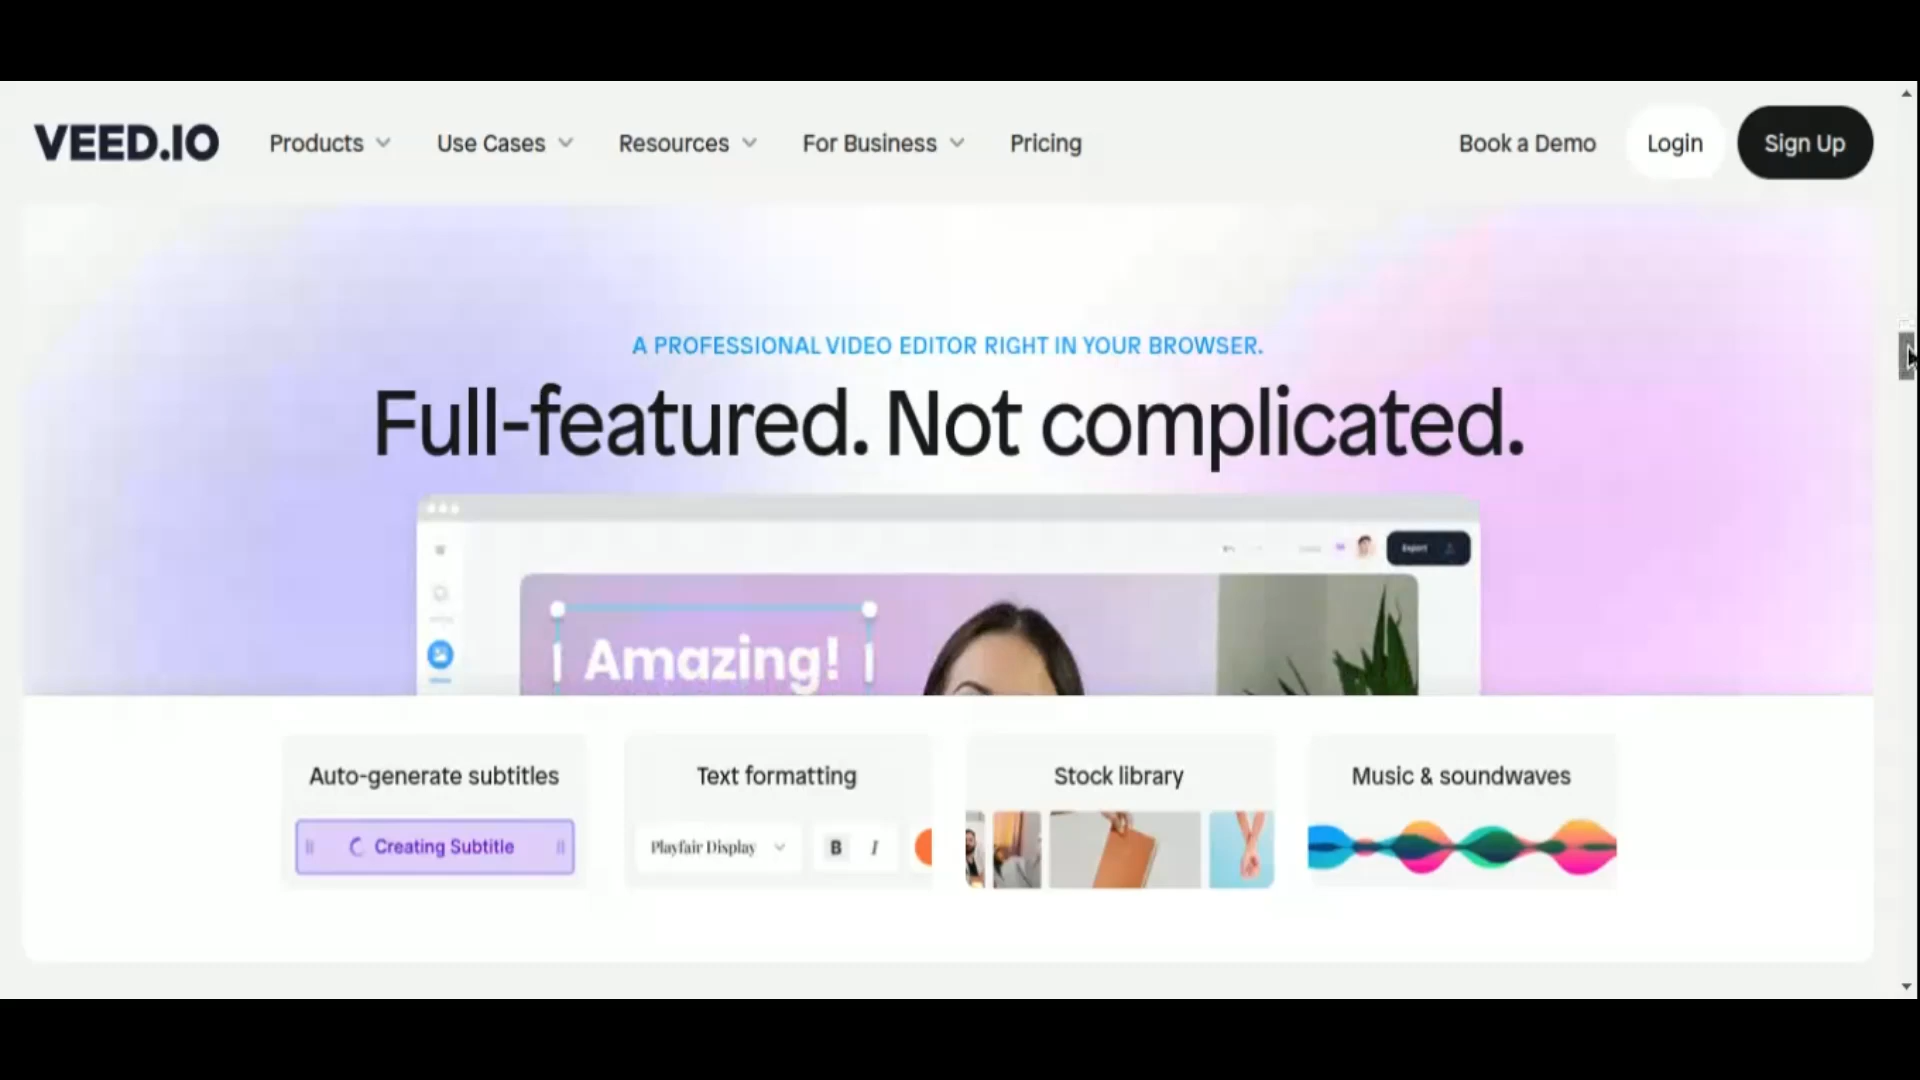 VEED.IO
Products
Use Cases
Resources
For Business
Pricing
Book a Demo
Login
Sign Up
A PROFESSIONAL VIDEO EDITOR RIGHT IN YOUR BROWSER.
Full-featured. Not complicated.
Export
Amazing!
Auto-generate subtitles
Text formatting
Stock library
Music & soundwaves
Creating Subtitle
Playfair Display
B
I